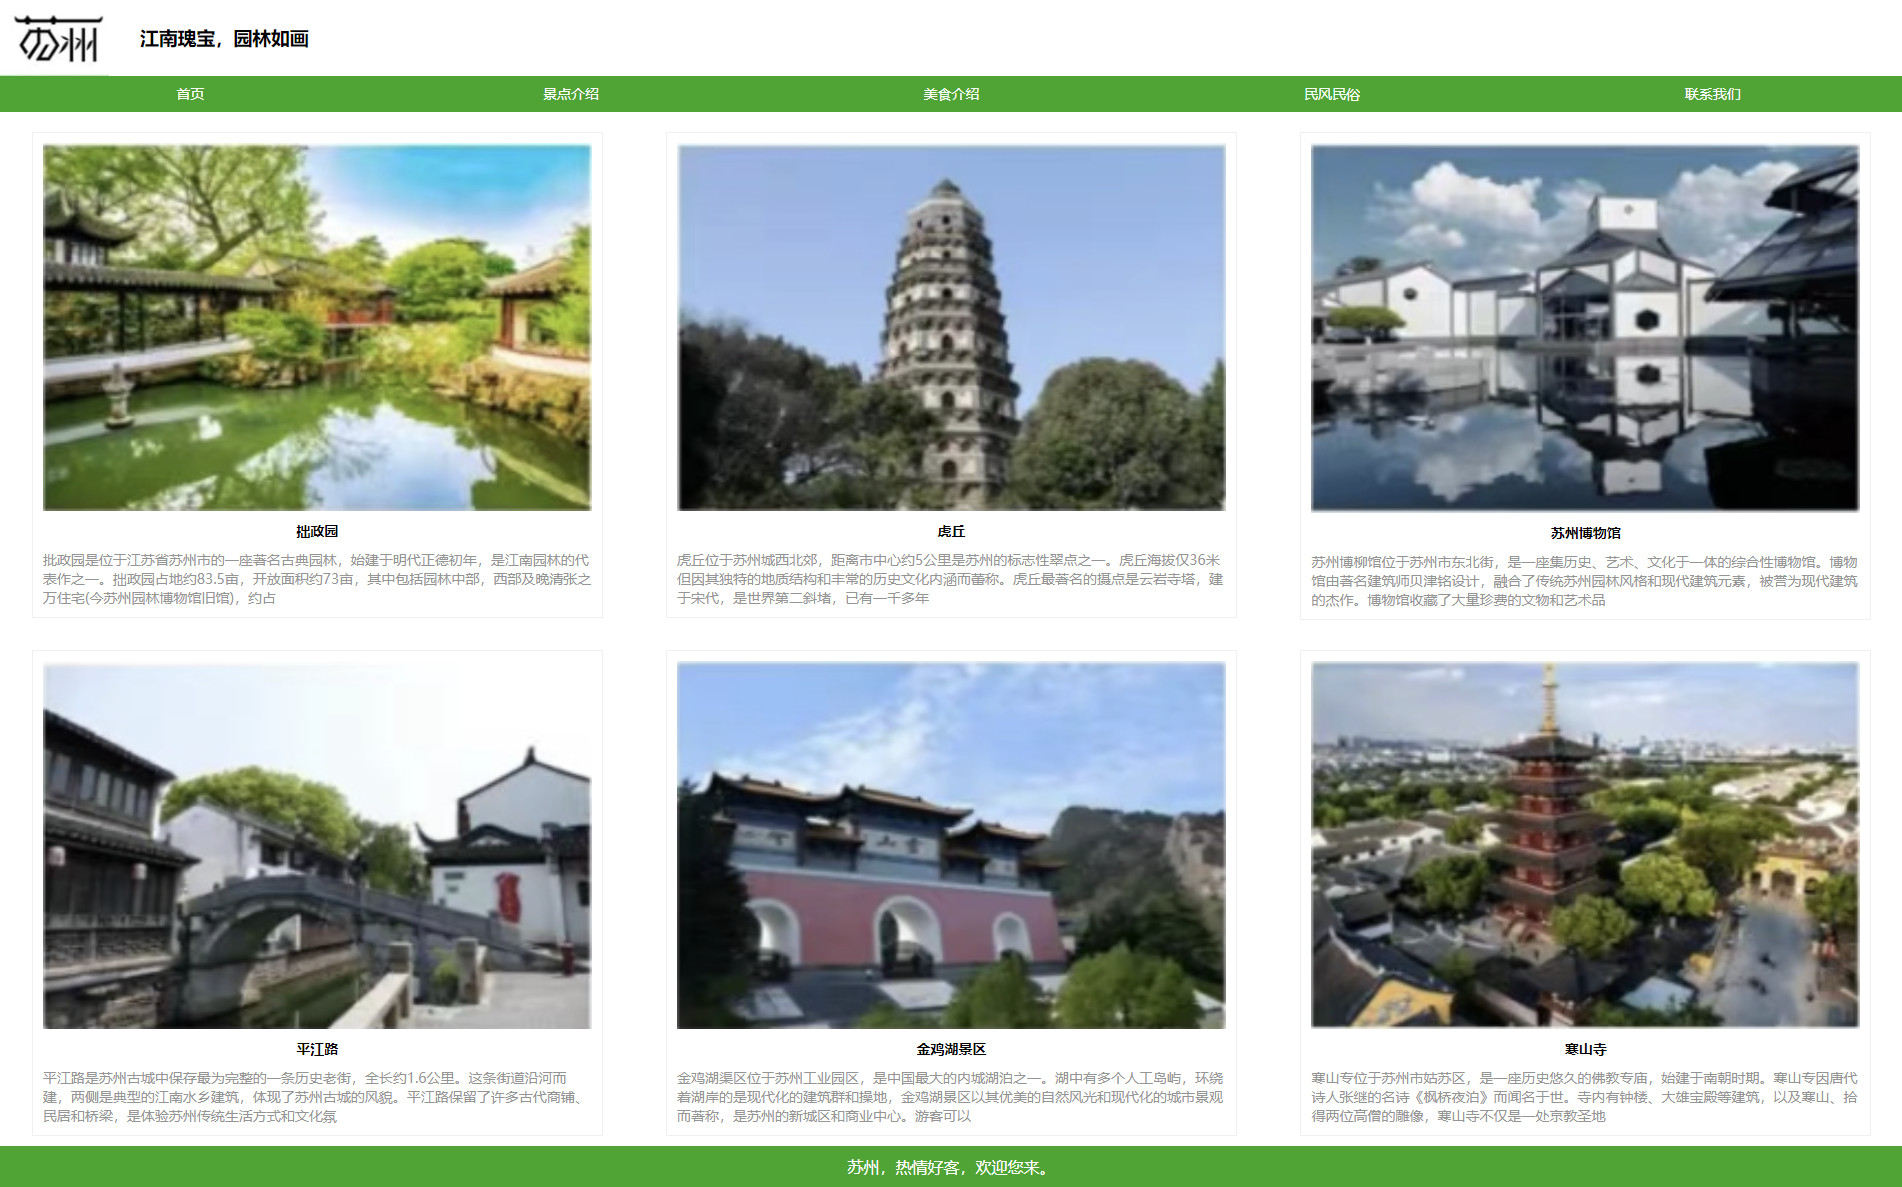 苏州
江南瑰宝，园林如画
首页 景点介绍 美食介绍 民风民俗 联系我们
拙政园
批政园是位于江苏省苏州市的一座著名古典园林，始建于明代正德初年，是江南园林的代
表作之一。拙政园占地约83.5亩，开放面积约73亩，其中包括园林中部，西部及晚清张之
万住宅(今苏州园林博物馆旧馆)，约占
虎丘
虎丘位于苏州城西北郊，距离市中心约5公里是苏州的标志性翠点之一。虎丘海拔仅36米
但因其独特的地质结构和丰常的历史文化内涵而蕾称。虎丘最著名的摄点是云岩寺塔，建
于宋代，是世界第二斜堵，已有一千多年
苏州博物馆
苏州博柳馆位于苏州市东北街，是一座集历史、艺术、文化于一体的综合性博物馆。博物
馆由著名建筑师贝津铭设计，融合了传统苏州园林风格和现代建筑元素，被誉为现代建筑
的杰作。博物馆收藏了大量珍费的文物和艺术品
平江路
平江路是苏州古城中保存最为完整的一条历史老街，全长约1.6公里。这条街道沿河而
建，两侧是典型的江南水乡建筑，体现了苏州古城的风貌。平江路保留了许多古代商铺、
民居和桥梁，是体验苏州传统生活方式和文化氛
金鸡湖景区
金鸡湖渠区位于苏州工业园区，是中国最大的内城湖泊之一。湖中有多个人工岛屿，环绕
着湖岸的是现代化的建筑群和操地，金鸡湖景区以其优美的自然风光和现代化的城市景观
而著称，是苏州的新城区和商业中心。游客可以
寒山寺
寒山专位于苏州市姑苏区，是一座历史悠久的佛教专庙，始建于南朝时期。寒山专因唐代
诗人张继的名诗《枫桥夜泊》而闻名于世。寺内有钟楼、大雄宝殿等建筑，以及寒山、拾
得两位高僧的雕像，寒山寺不仅是一处京教圣地
苏州，热情好客，欢迎您来。